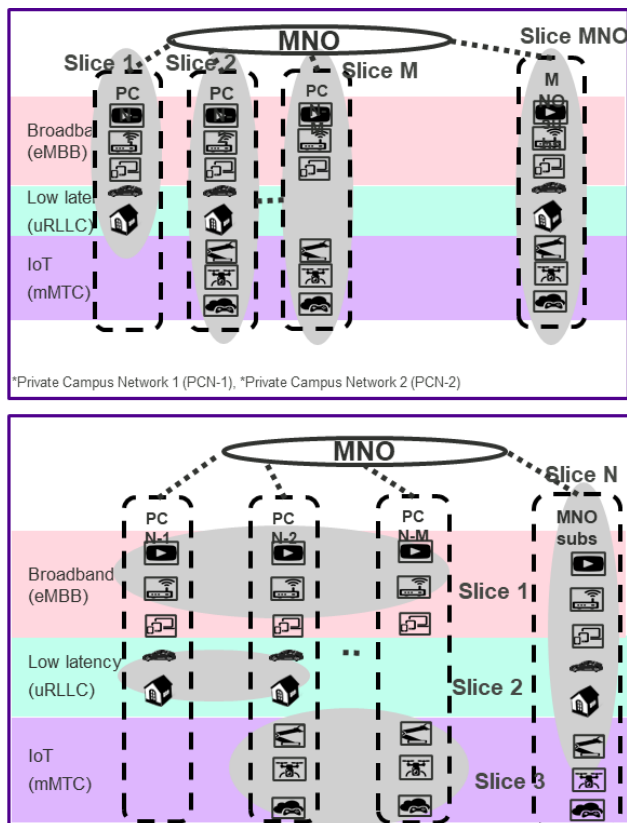 MNO
Slice MNO
Slice 1
Slice 2
Slice M
PC
PC
PC
M
NO
Broadba
(eMBB)
Low late
(uRLLC)
IoT
(mMTC)
*Private Campus Network 1 (PCN-1), *Private Campus Network 2 (PCN-2)
MNO
Slice N
PC
N-1
PC
N-2
PC
N-M
MNO
subs
Broadband
(eMBB)
Slice 1
Low latency
(uRLLC)
Slice 2
IoT
(mMTC)
Slice 3